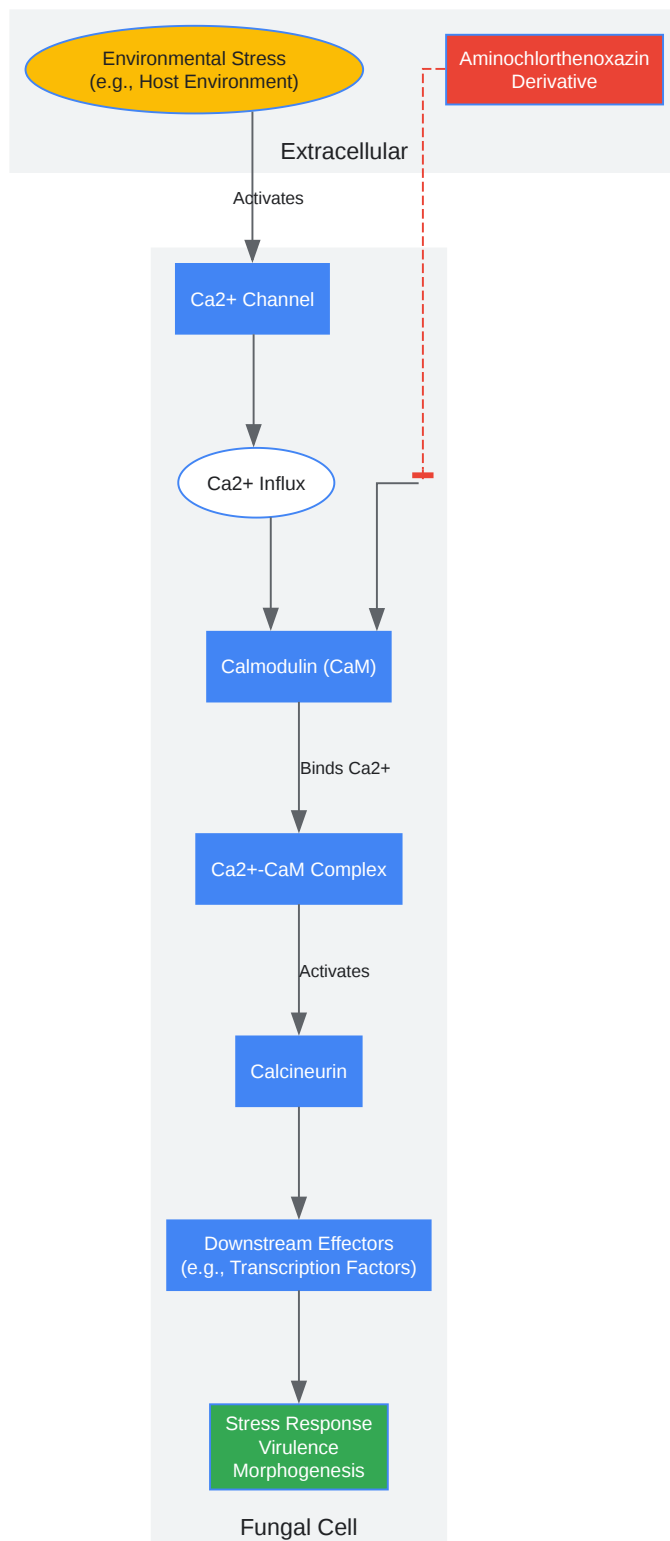 Environmental Stress
(e.g., Host Environment)
Aminochlorthenoxazin
Derivative
Extracellular
Activates
Ca2+ Channel
Ca2+ Influx
Calmodulin (CaM)
Binds Ca2+
Ca2+-CaM Complex
Activates
Calcineurin
Downstream Effectors
(e.g., Transcription Factors)
Stress Response
Virulence
Morphogenesis
Fungal Cell